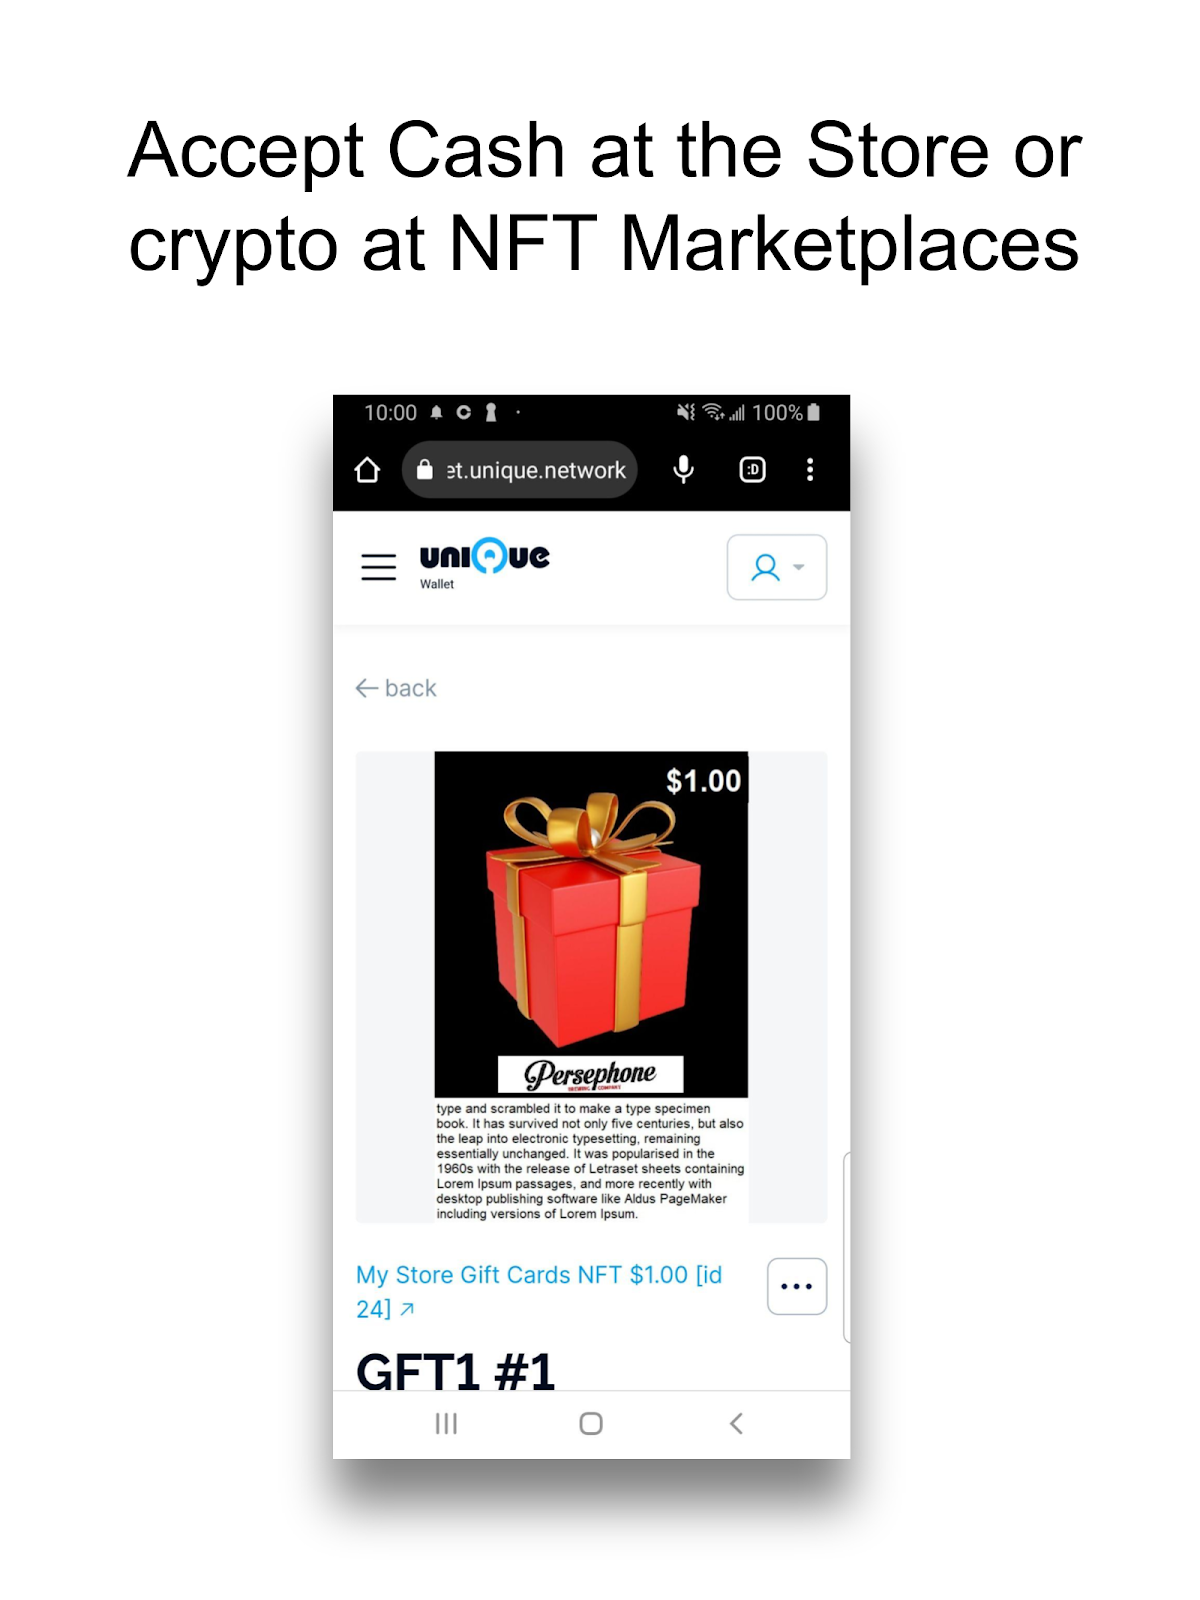 Accept Cash at the Store or
crypto at NFT Marketplaces
10:00
100%
et.unique.network
:D
uniQue
Wallet
← back
$1.00
Persephone
BREWING COMPANY
type and scrambled it to make a type specimen
book. It has survived not only five centuries, but also
the leap into electronic typesetting, remaining
essentially unchanged. It was popularised in the
1960s with the release of Letraset sheets containing
Lorem Ipsum passages, and more recently with
desktop publishing software like Aldus PageMaker
including versions of Lorem Ipsum.
My Store Gift Cards NFT $1.00 [id
24] ↗
GFT1 #1